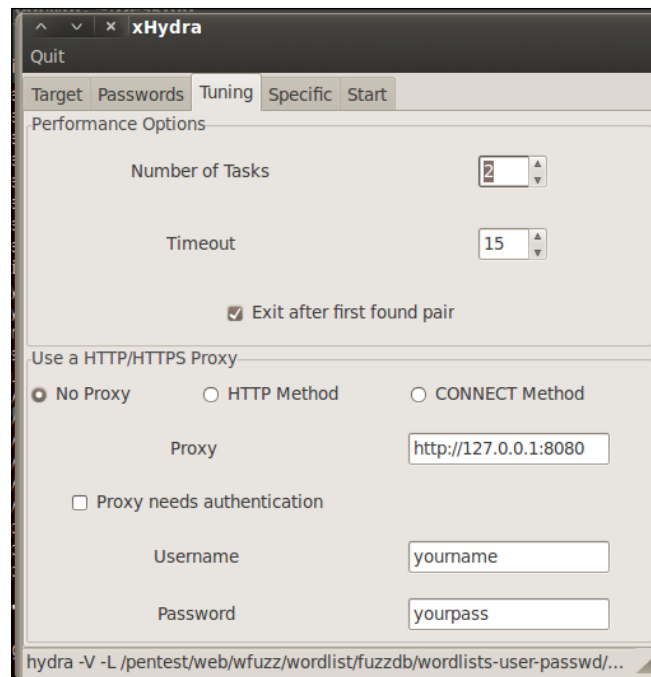 xHydra
Quit
Target Passwords Tuning Specific Start
Performance Options
Number of Tasks 2
Timeout 15
Exit after first found pair
Use a HTTP/HTTPS Proxy
No Proxy HTTP Method CONNECT Method
Proxy http://127.0.0.1:8080
Proxy needs authentication
Username yourname
Password yourpass
hydra -V -L /pentest/web/wfuzz/wordlist/fuzzdb/wordlists-user-passwd/...